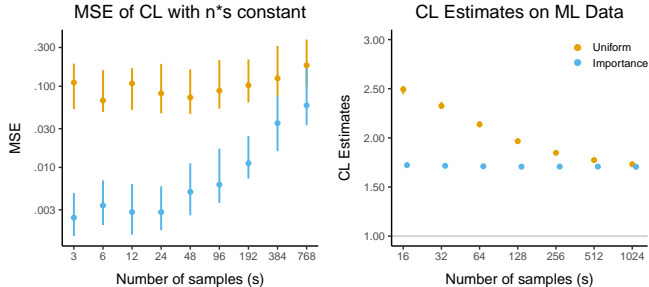 MSE of CL with n*s constant
MSE
.300
.100
.030
.010
.003
3 6 12 24 48 96 192 384 768
Number of samples (s)
CL Estimates on ML Data
CL Estimates
3.00
2.50
2.00
1.50
1.00
Uniform
Importance
16 32 64 128 256 512 1024
Number of samples (s)